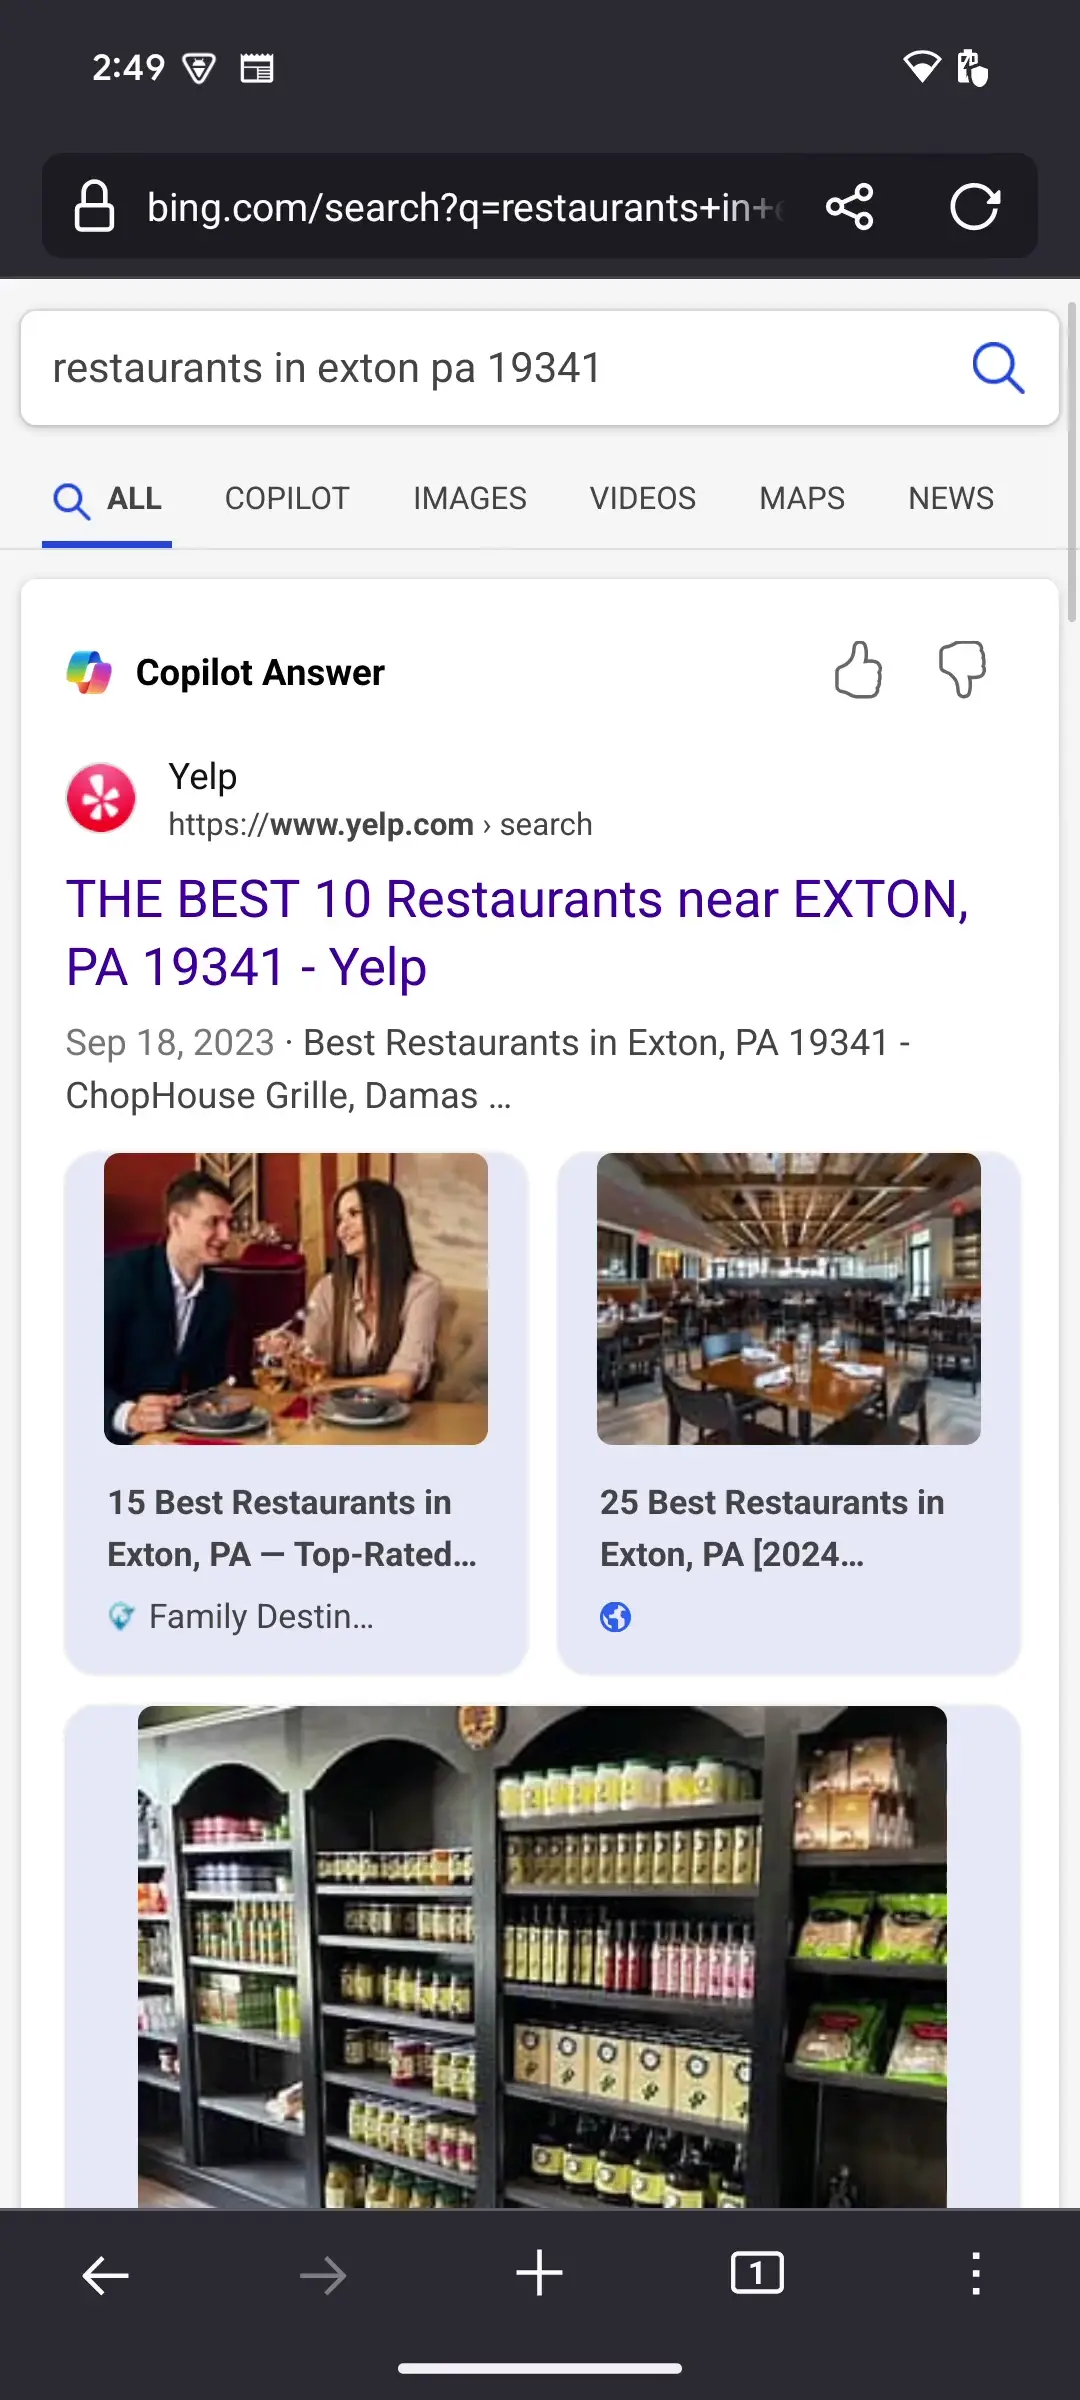 2:49
bing.com/search?q=restaurants+in+
restaurants in exton pa 19341
ALL COPILOT IMAGES VIDEOS MAPS NEWS
Copilot Answer
Yelp
https://www.yelp.com › search
THE BEST 10 Restaurants near EXTON,
PA 19341 - Yelp
Sep 18, 2023 · Best Restaurants in Exton, PA 19341 -
ChopHouse Grille, Damas ...
15 Best Restaurants in
Exton, PA — Top-Rated...
Family Destin...
25 Best Restaurants in
Exton, PA [2024...
1